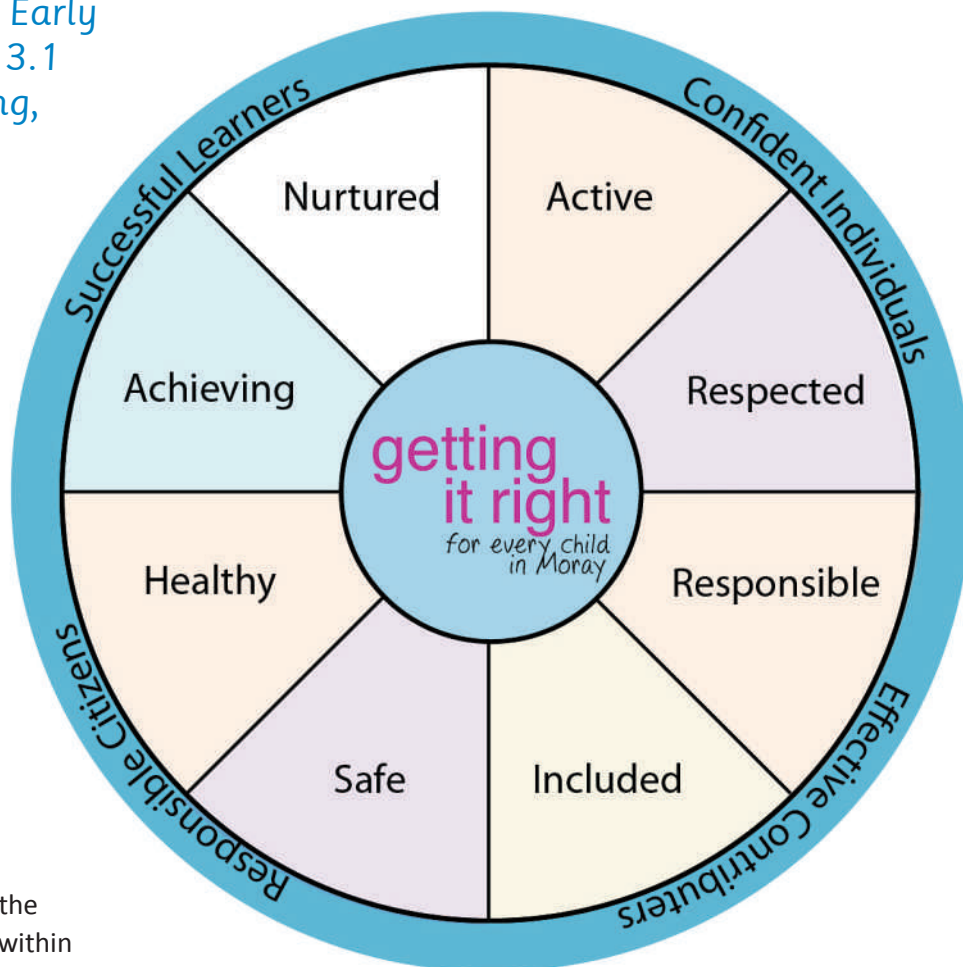 Early
3.1
ng,
Successful Learners
Confident Individuals
Nurtured
Active
Achieving
Respected
getting
it right
for every child
in Moray
Healthy
Responsible
Safe
Included
Responsible Citizens
Effective Contributers
the
within